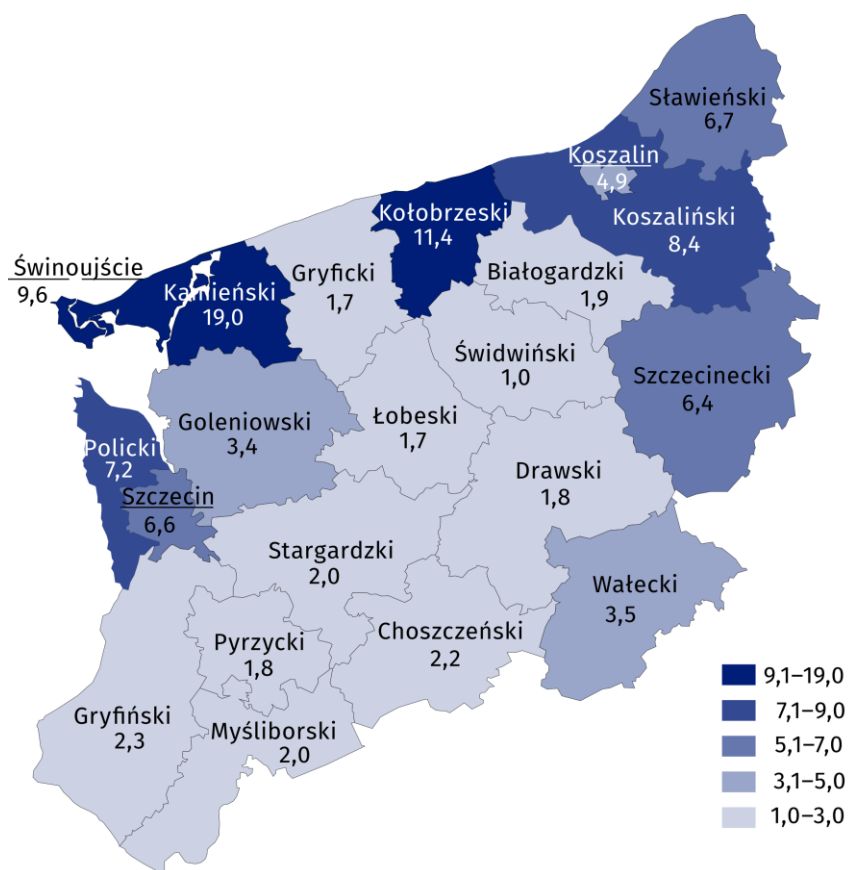 Sławieński
6,7
Koszalin
4,9
Kołobrzeski
11,4
Koszaliński
8,4
Świnoujście
9,6
Kamieński
19,0
Gryficki
1,7
Białogardzki
1,9
Świdwiński
1,0
Szczecinecki
6,4
Goleniowski
3,4
Łobeski
1,7
Policki
7,2
Szczecin
6,6
Drawski
1,8
Stargardzki
2,0
Wałecki
3,5
Pyrzycki
1,8
Choszczeński
2,2
Gryfiński
2,3
Myśliborski
2,0
9,1–19,0
7,1–9,0
5,1–7,0
3,1–5,0
1,0–3,0